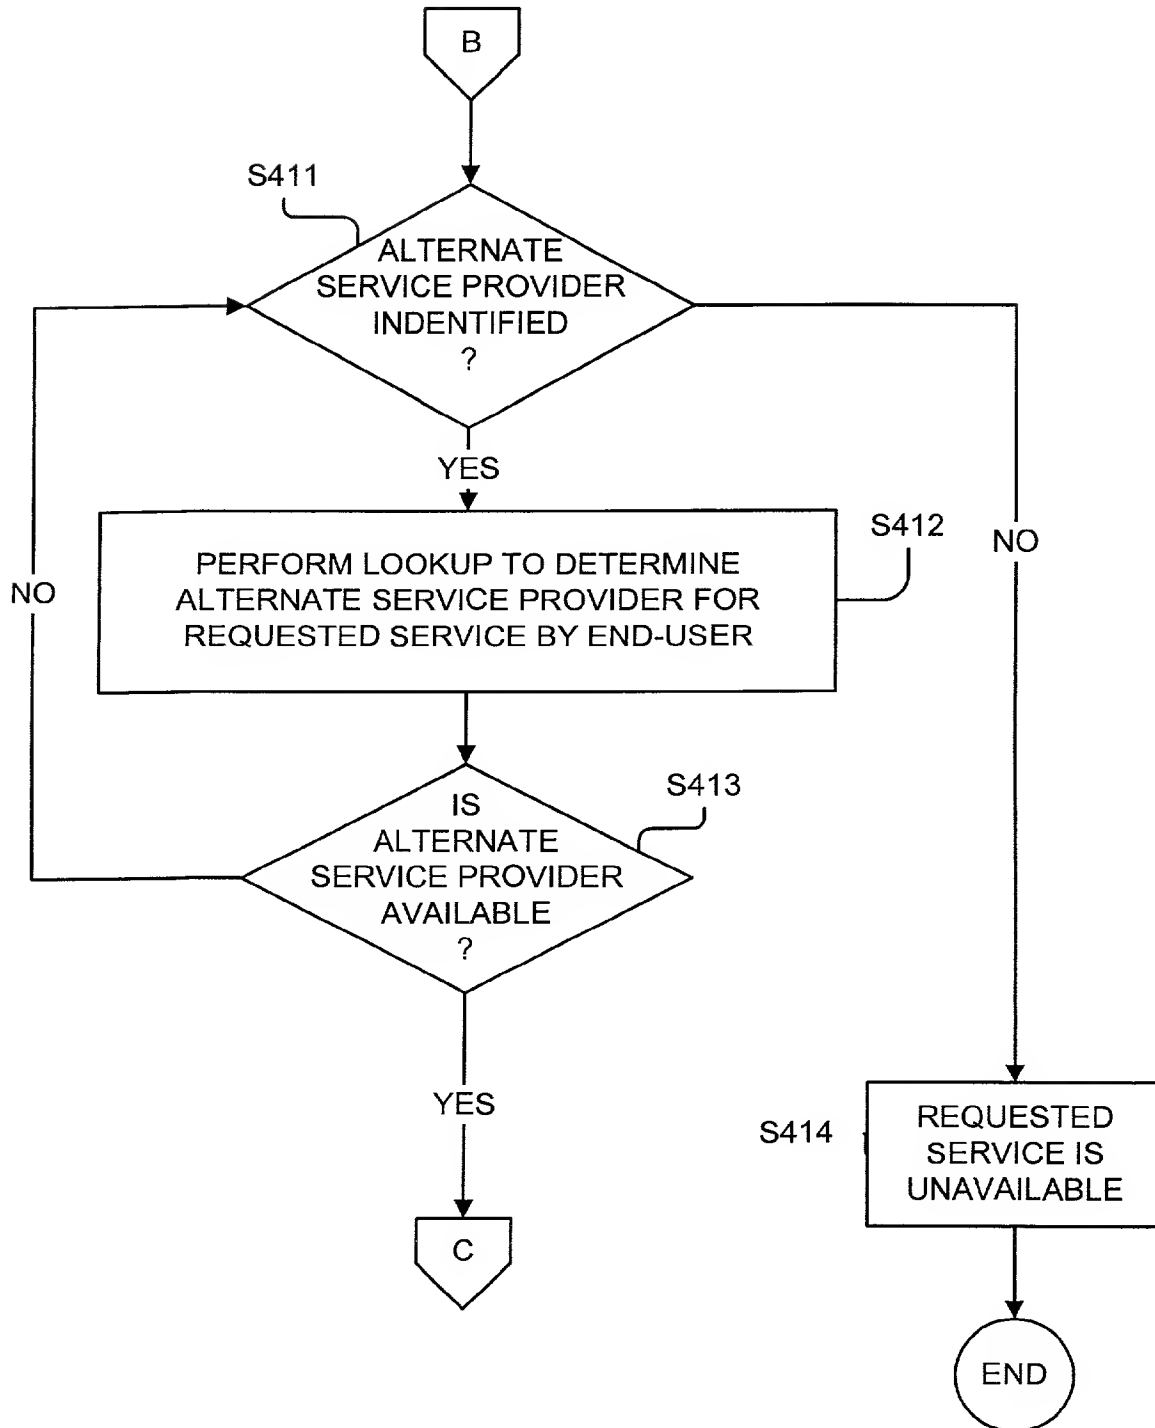 B
S411
ALTERNATE
SERVICE PROVIDER
INDENTIFIED
?
YES
S412
NO
PERFORM LOOKUP TO DETERMINE
ALTERNATE SERVICE PROVIDER FOR
REQUESTED SERVICE BY END-USER
NO
S413
IS
ALTERNATE
SERVICE PROVIDER
AVAILABLE
?
YES
S414
REQUESTED
SERVICE IS
UNAVAILABLE
C
END